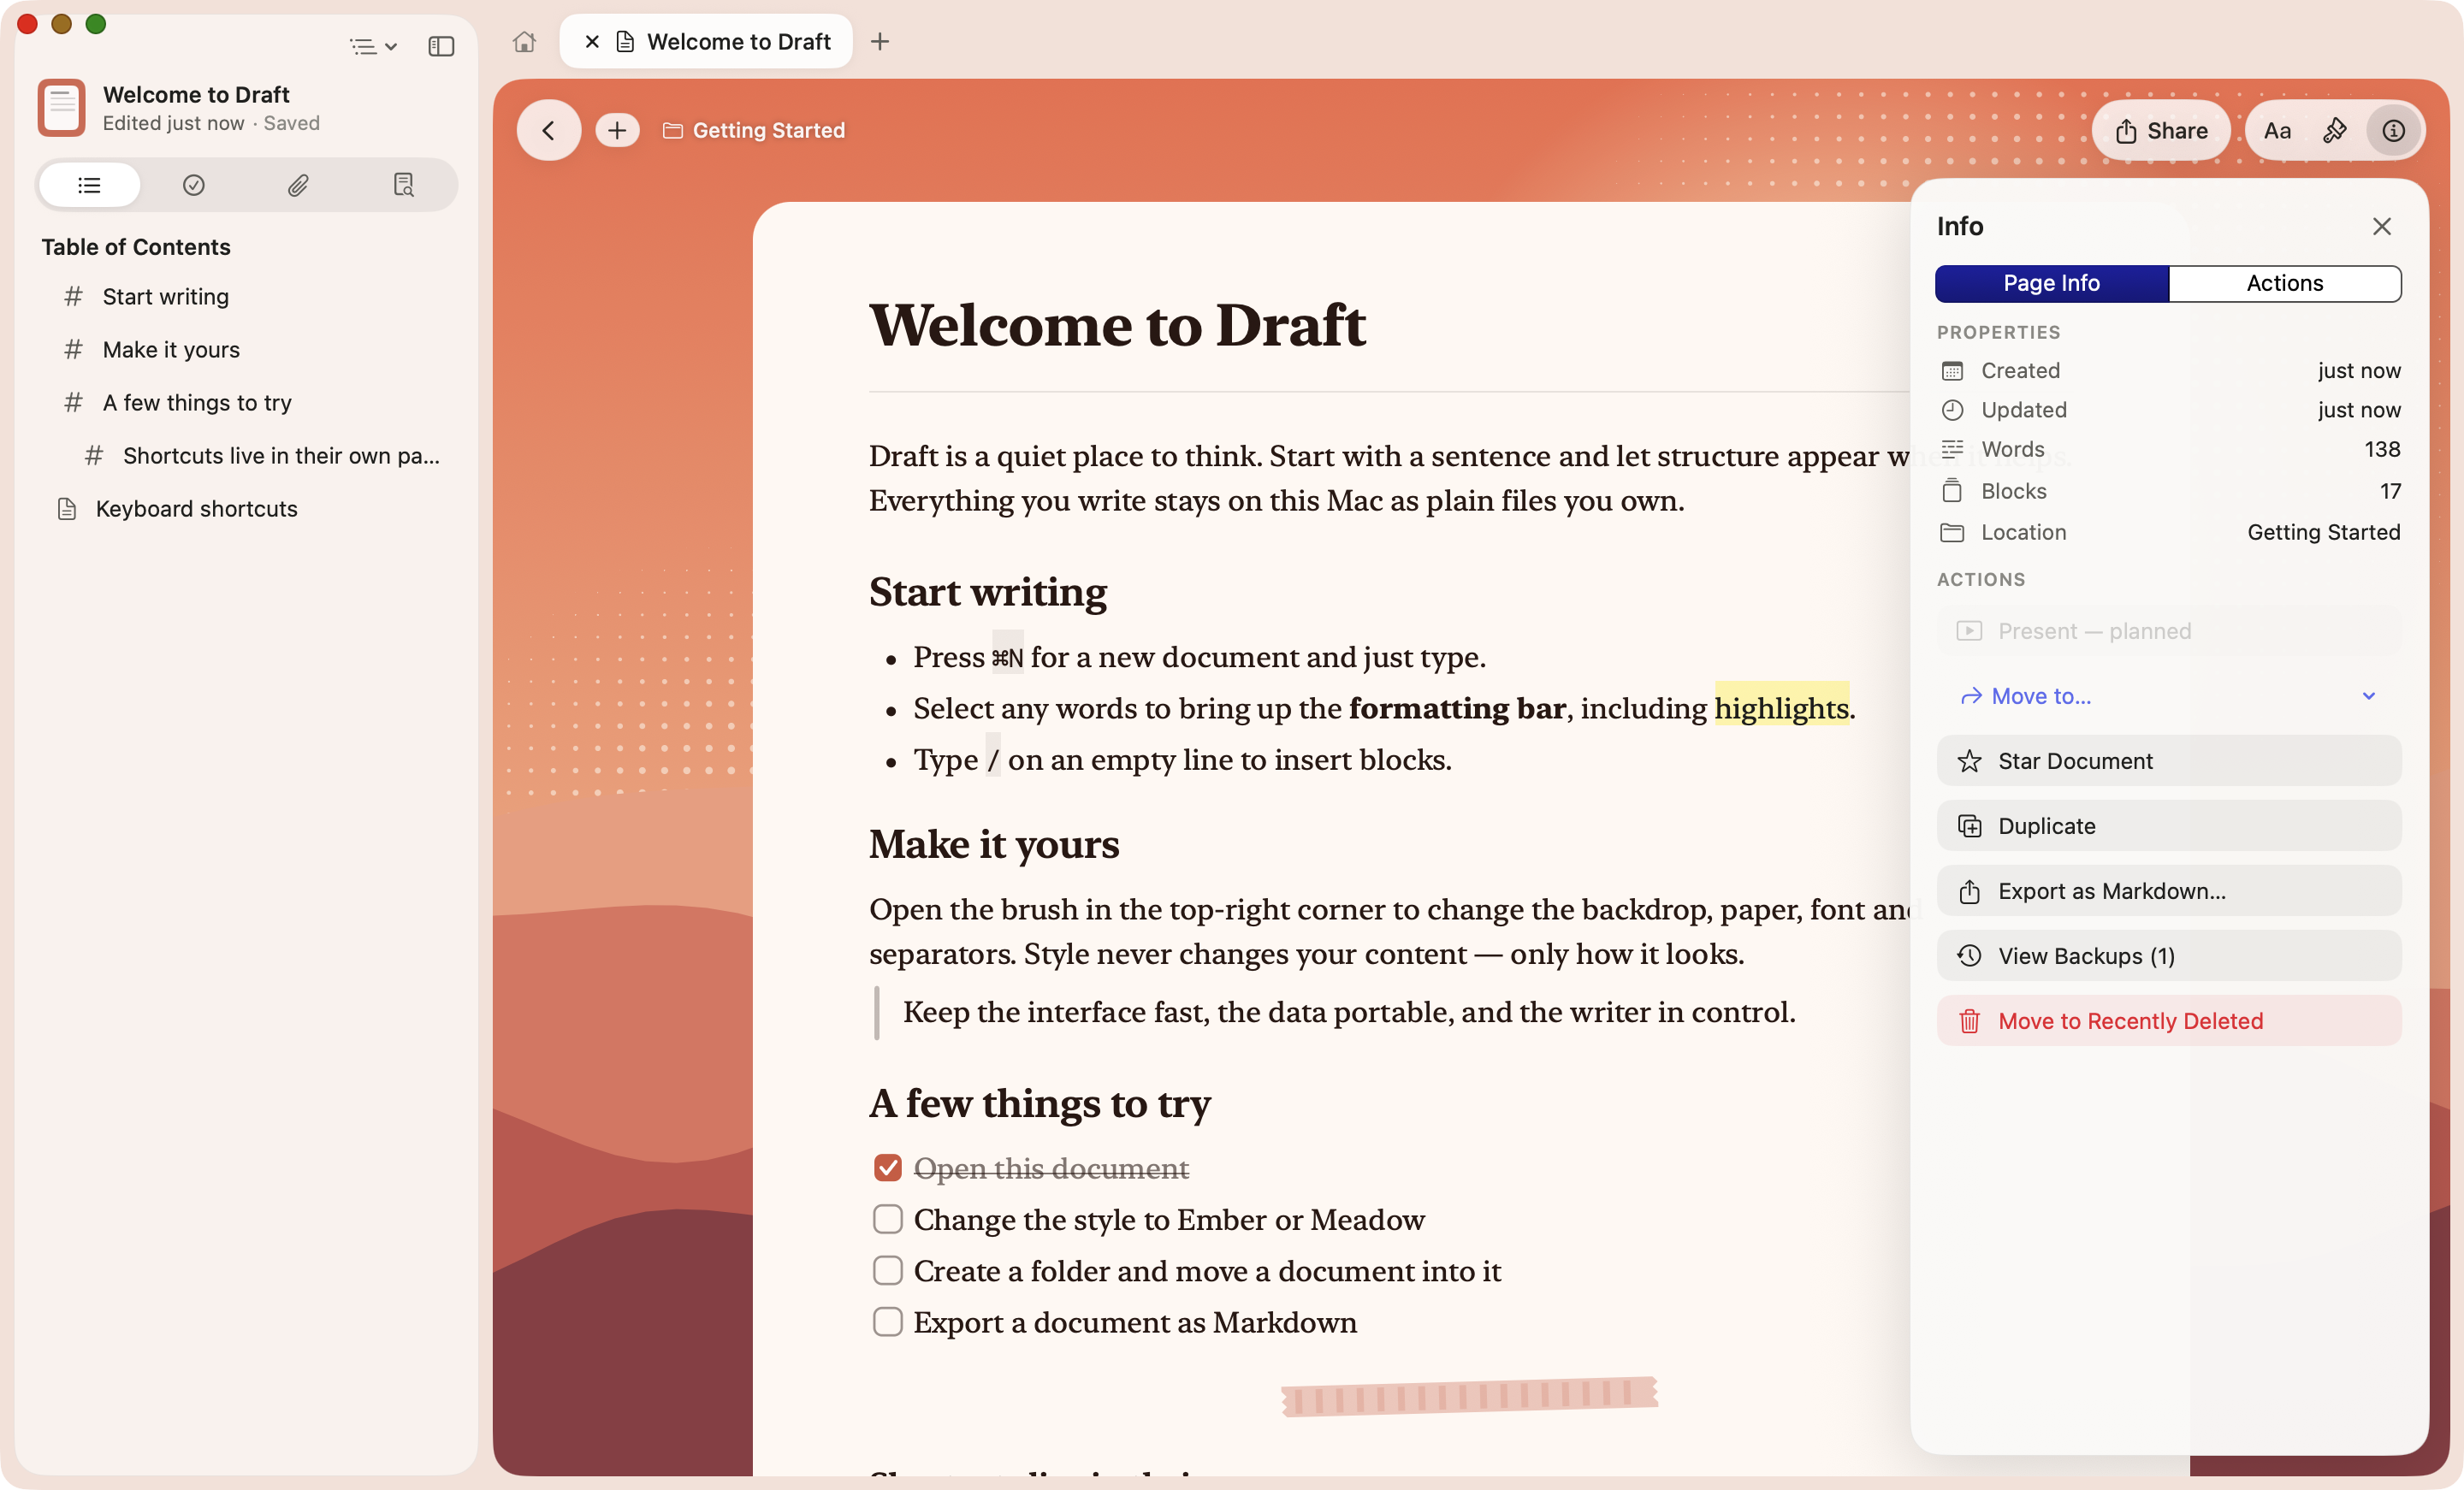 Welcome to Draft
Edited just now · Saved
Table of Contents
# Start writing
# Make it yours
# A few things to try
# Shortcuts live in their own pa...
Keyboard shortcuts
Welcome to Draft
Getting Started
Share
Aa
Welcome to Draft
Draft is a quiet place to think. Start with a sentence and let structure appear when it helps.
Everything you write stays on this Mac as plain files you own.
Start writing
• Press ⌘N for a new document and just type.
• Select any words to bring up the formatting bar, including highlights.
• Type / on an empty line to insert blocks.
Make it yours
Open the brush in the top-right corner to change the backdrop, paper, font and
separators. Style never changes your content — only how it looks.
Keep the interface fast, the data portable, and the writer in control.
A few things to try
Open this document
Change the style to Ember or Meadow
Create a folder and move a document into it
Export a document as Markdown
Info
Page Info
Actions
PROPERTIES
Created just now
Updated just now
Words 138
Blocks 17
Location Getting Started
ACTIONS
Present — planned
Move to...
Star Document
Duplicate
Export as Markdown...
View Backups (1)
Move to Recently Deleted